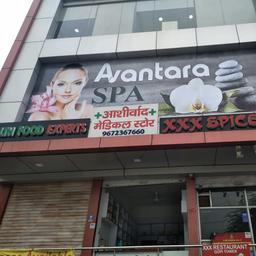 Avantara
SPA
+आशीर्वाद+
मेडिकल स्टोर
9672367660
FOOD EXPERTS
XXX SPICE
XXX RESTAURANT